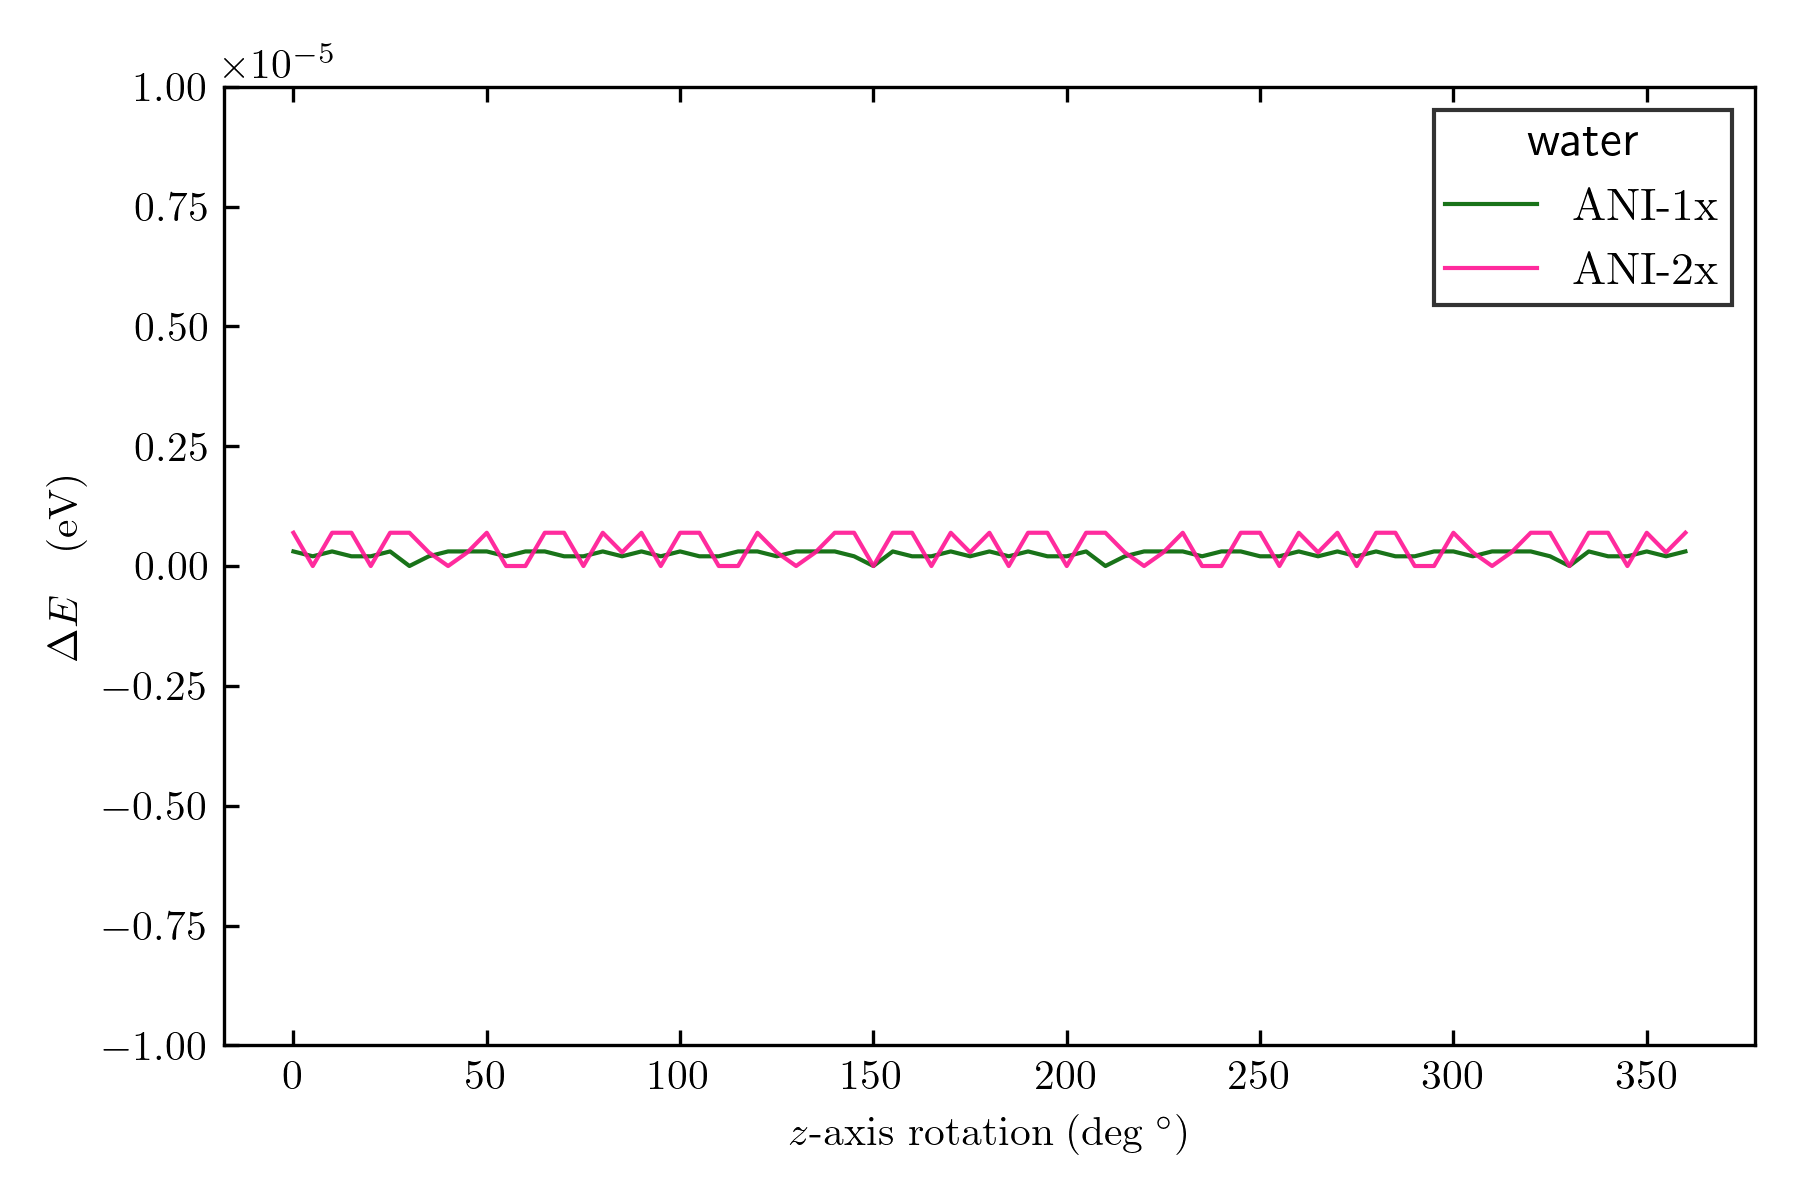 ×10⁻⁵
1.00
0.75
0.50
0.25
0.00
−0.25
−0.50
−0.75
−1.00
ΔE (eV)
water
ANI-1x
ANI-2x
0 50 100 150 200 250 300 350
z-axis rotation (deg °)